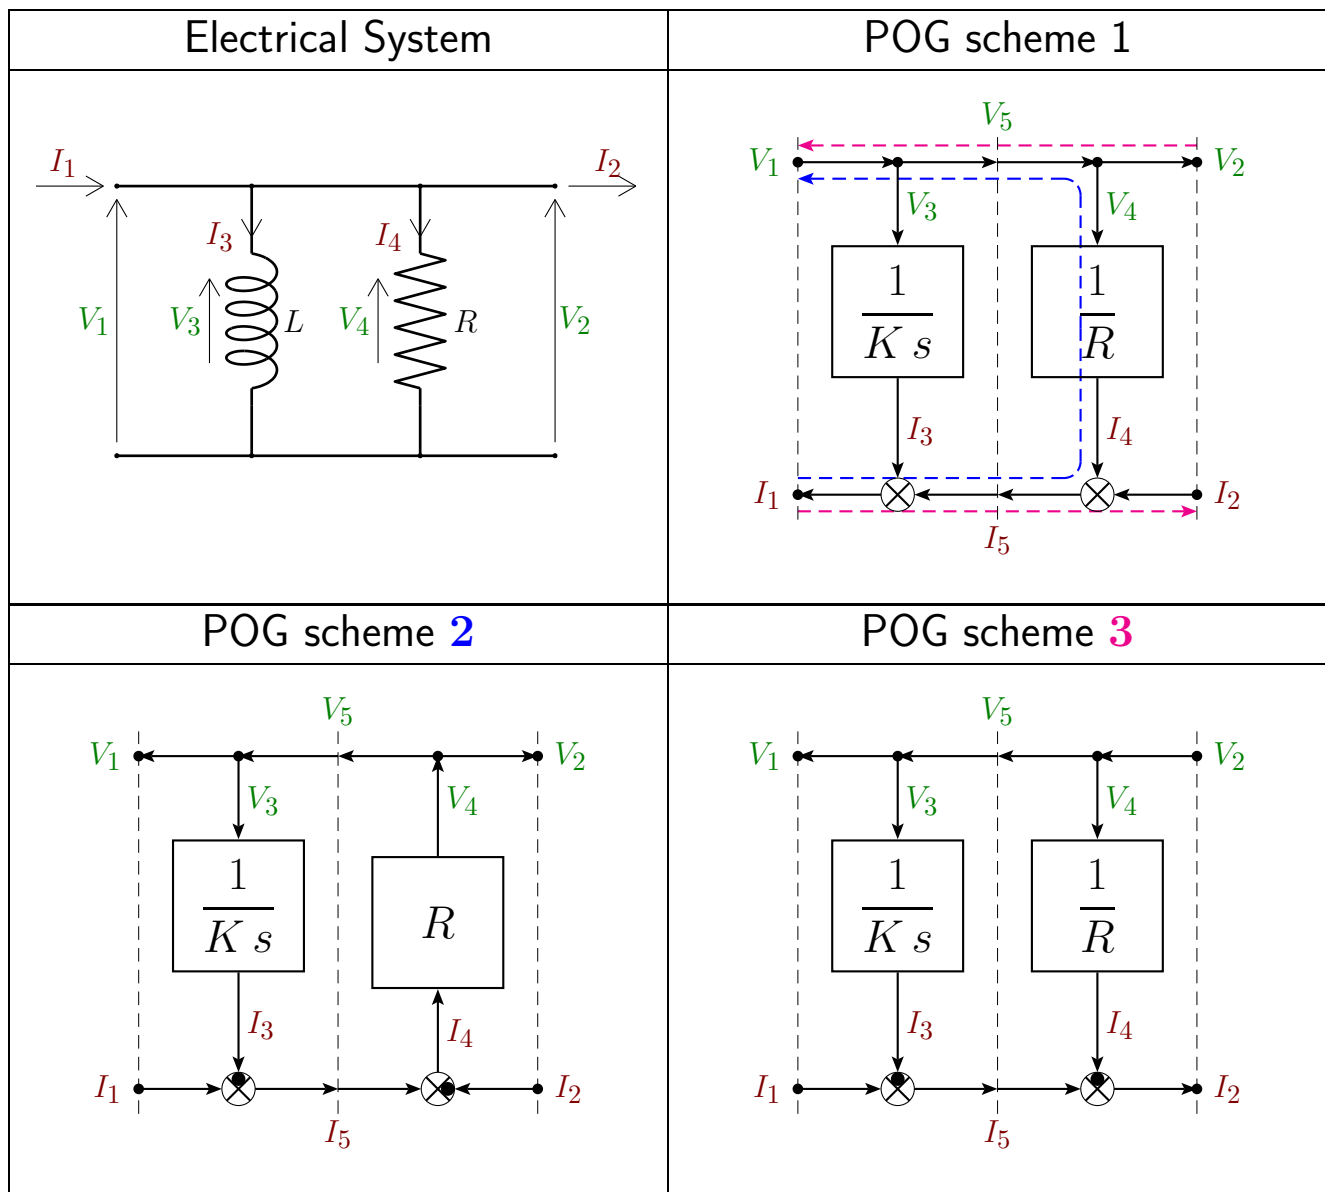 Electrical System
POG scheme 1
I1
I2
I3
I4
V1
V3
L
V4
R
V2
V5
V1
V2
V3
V4
1
K s
1
R
I3
I4
I1
I2
I5
POG scheme 2
POG scheme 3
V5
V1
V2
V3
V4
1
K s
R
I3
I4
I1
I2
I5
V5
V1
V2
V3
V4
1
K s
1
R
I3
I4
I1
I2
I5